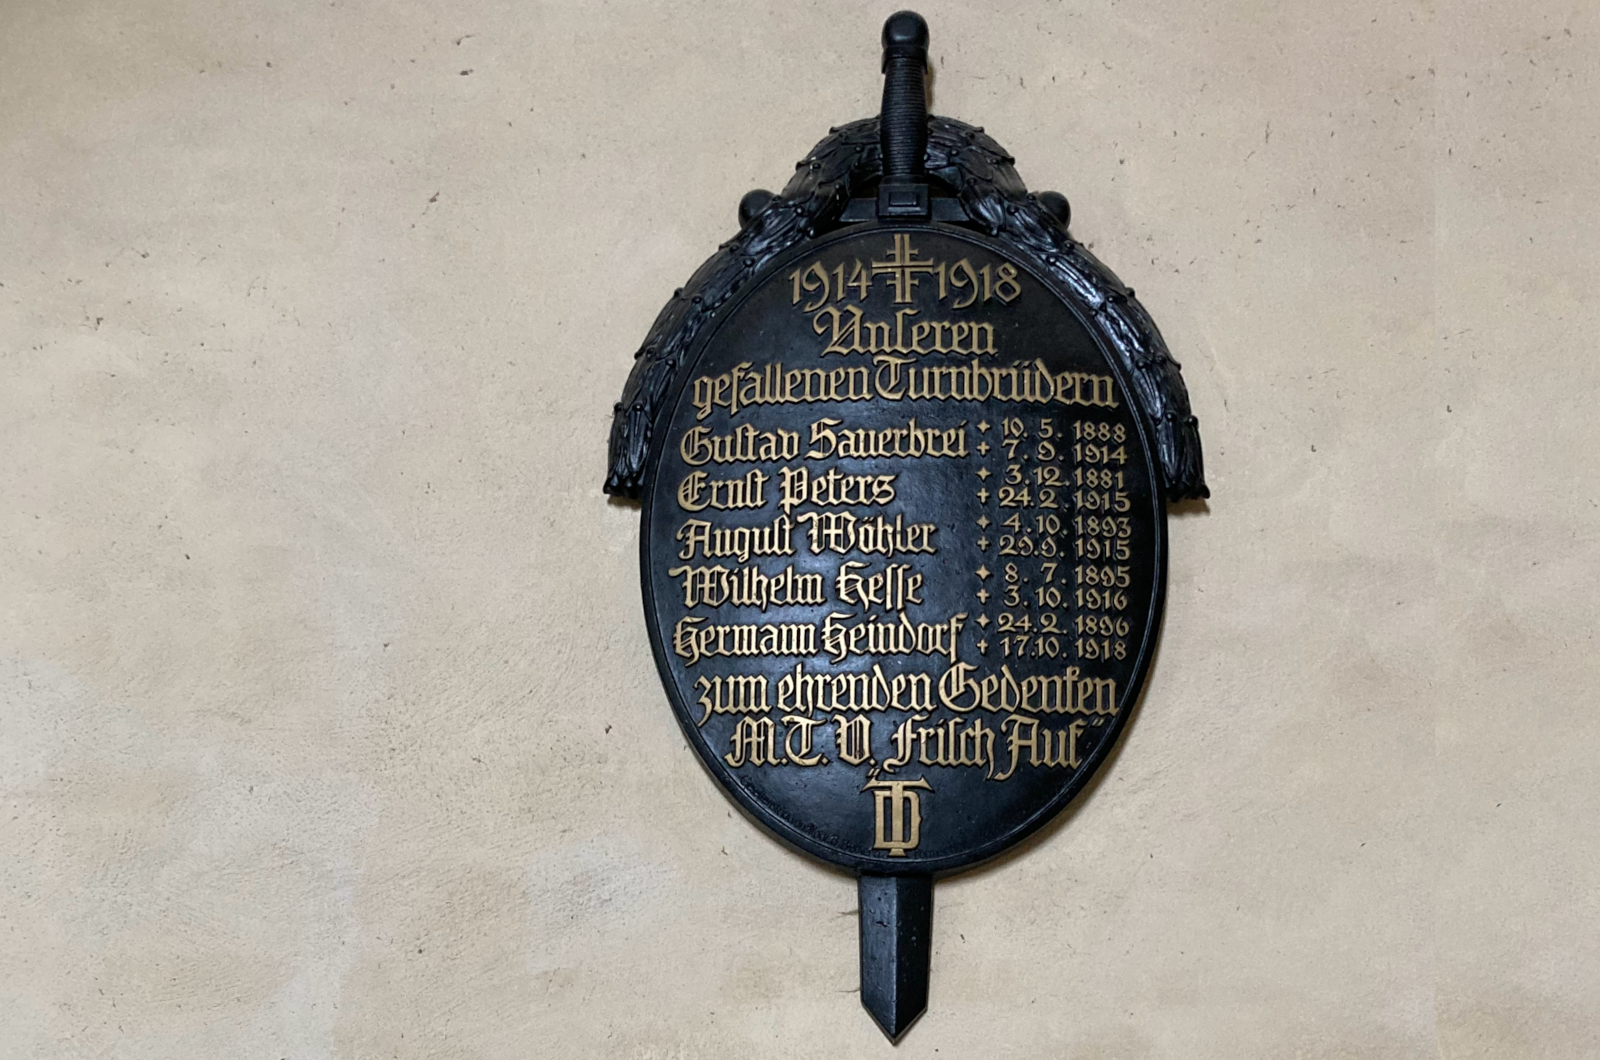 1914 1918
Unseren
gefallenen Turnbrüdern
Gustav Sauerbrei ✦ 10. 5. 1888
✝ 7. 9. 1914
Ernst Peters ✦ 3. 12. 1881
✝ 24. 2. 1915
August Wöhler ✦ 4. 10. 1893
✝ 29. 9. 1915
Wilhelm Hesse ✦ 8. 7. 1895
✝ 3. 10. 1916
Hermann Heindorf ✦ 24. 2. 1896
✝ 17. 10. 1918
zum ehrenden Gedenken
M.T.V. „Frisch Auf“
DT